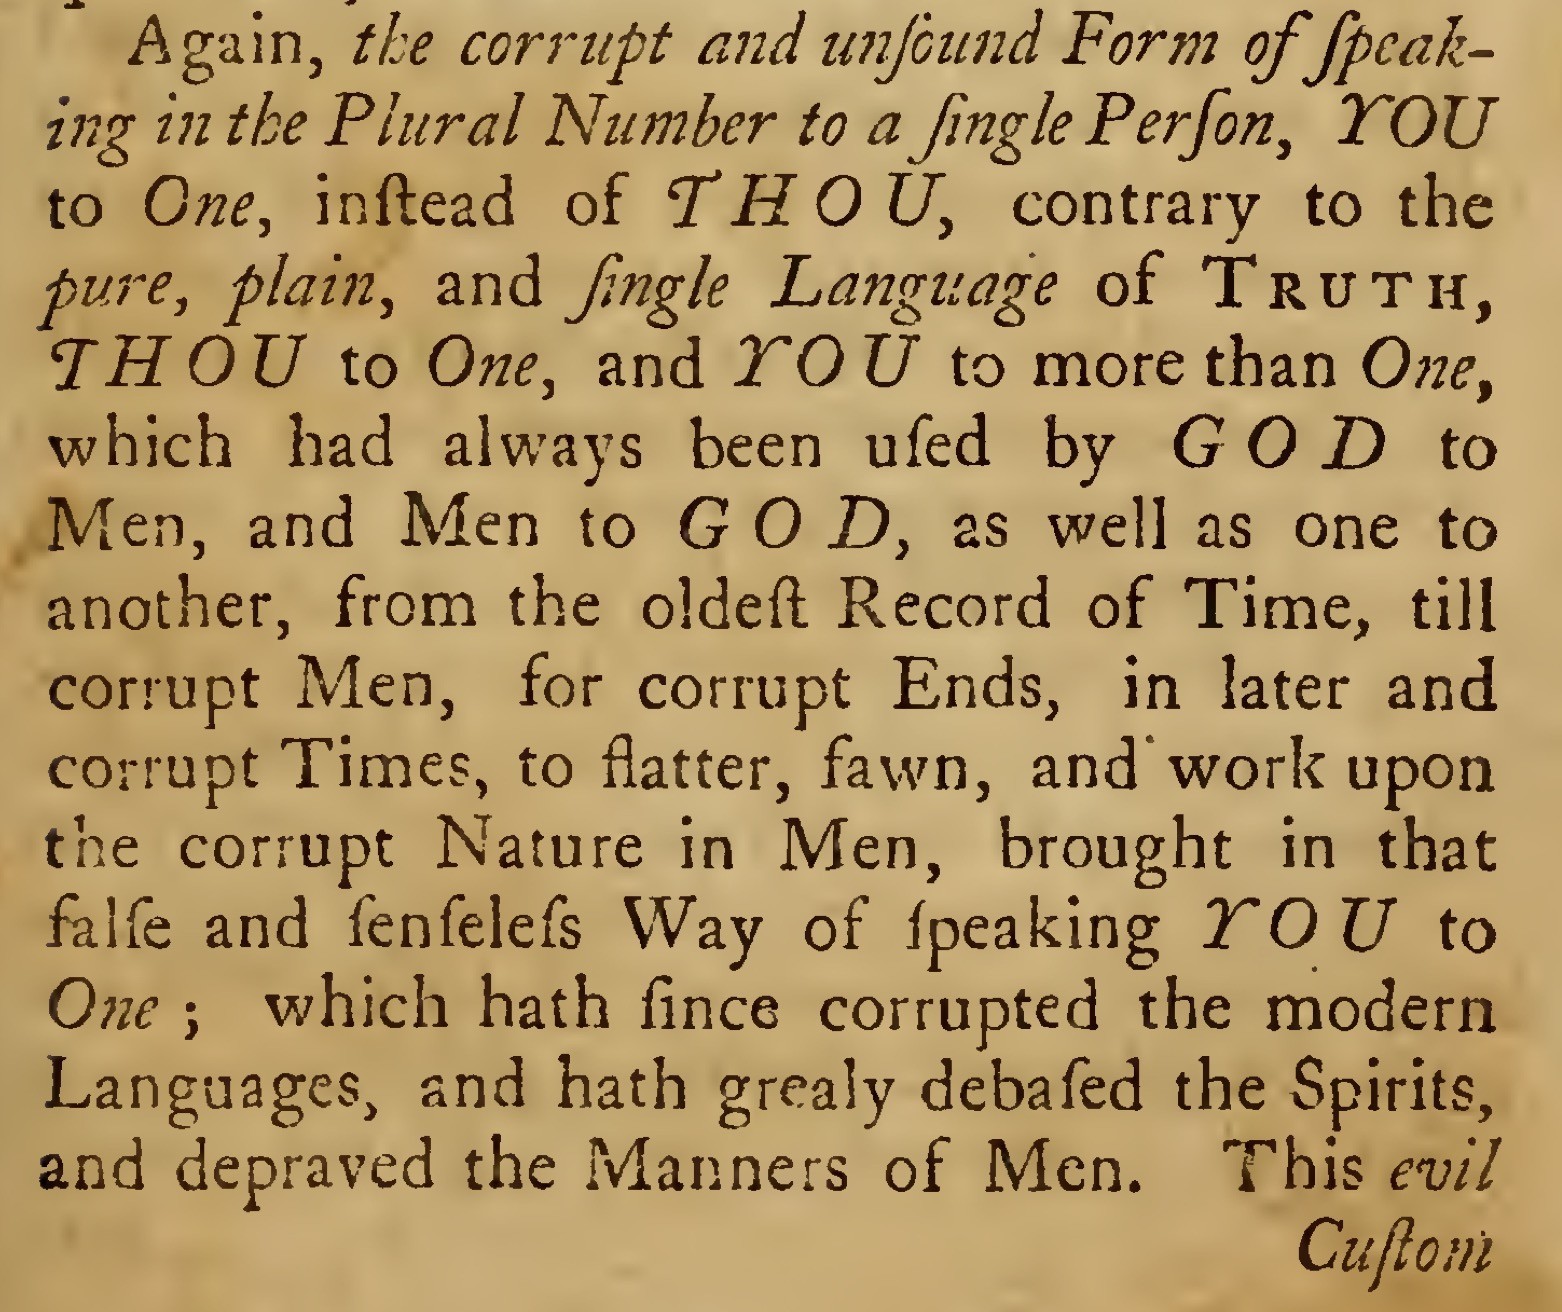 Again, the corrupt and unſound Form of ſpeak-
ing in the Plural Number to a ſingle Perſon, YOU
to One, inſtead of THOU, contrary to the
pure, plain, and ſingle Language of TRUTH,
THOU to One, and YOU to more than One,
which had always been uſed by GOD to
Men, and Men to GOD, as well as one to
another, from the oldeſt Record of Time, till
corrupt Men, for corrupt Ends, in later and
corrupt Times, to flatter, fawn, and work upon
the corrupt Nature in Men, brought in that
falſe and ſenſeleſs Way of ſpeaking YOU to
One; which hath ſince corrupted the modern
Languages, and hath grealy debaſed the Spirits,
and depraved the Manners of Men. This evil
Cuſtom